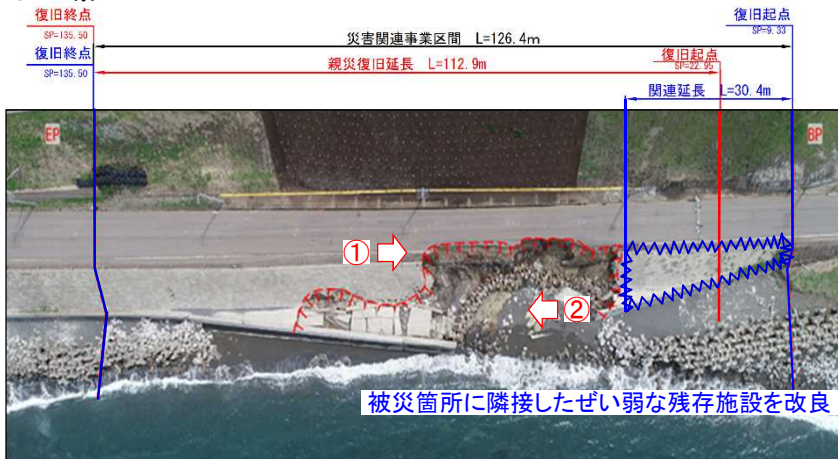 復旧終点
SP=135.50
復旧終点
SP=135.50
復旧起点
SP=9.33
災害関連事業区間 L=126.4m
復旧起点
SP=22.95
親災復旧延長 L=112.9m
関連延長 L=30.4m
EP
BP
①
②
被災箇所に隣接したぜい弱な残存施設を改良